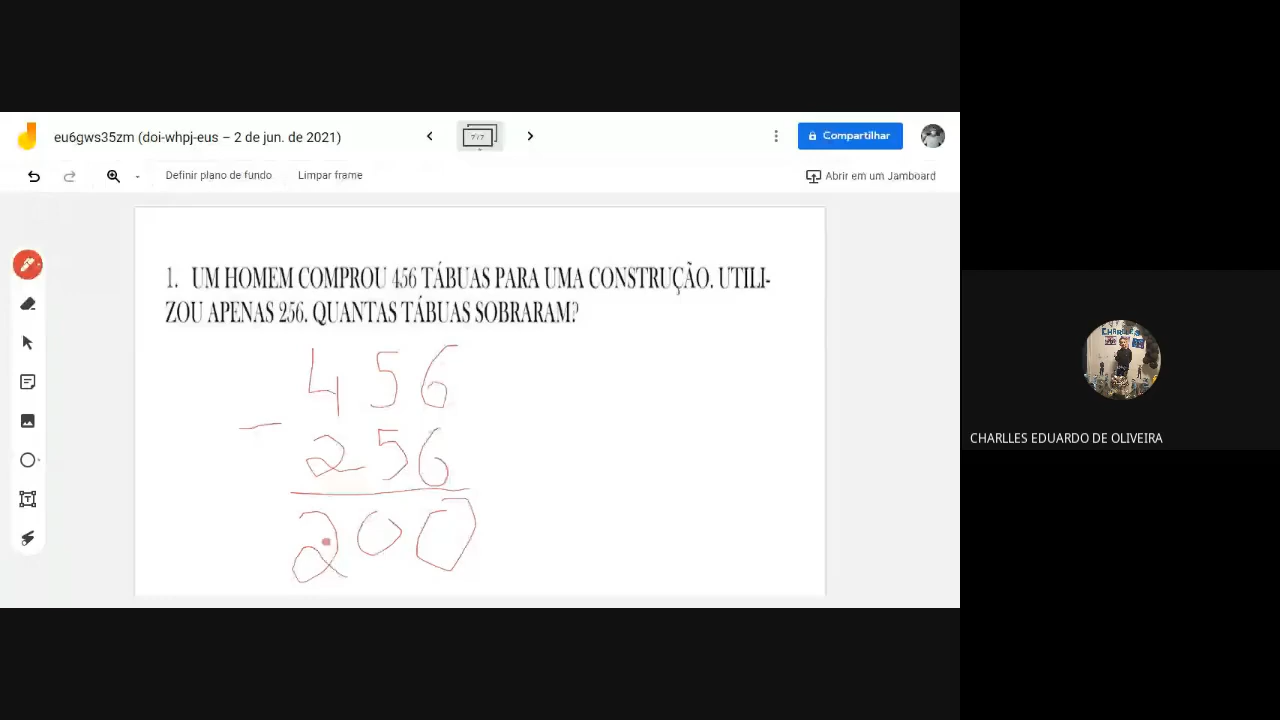 eu6gws35zm (doi-whpj-eus – 2 de jun. de 2021)
7/7
Compartilhar
Definir plano de fundo
Limpar frame
Abrir em um Jamboard
1. UM HOMEM COMPROU 456 TÁBUAS PARA UMA CONSTRUÇÃO. UTILI-
ZOU APENAS 256. QUANTAS TÁBUAS SOBRARAM?
456
- 256
200
CHARLLES EDUARDO DE OLIVEIRA